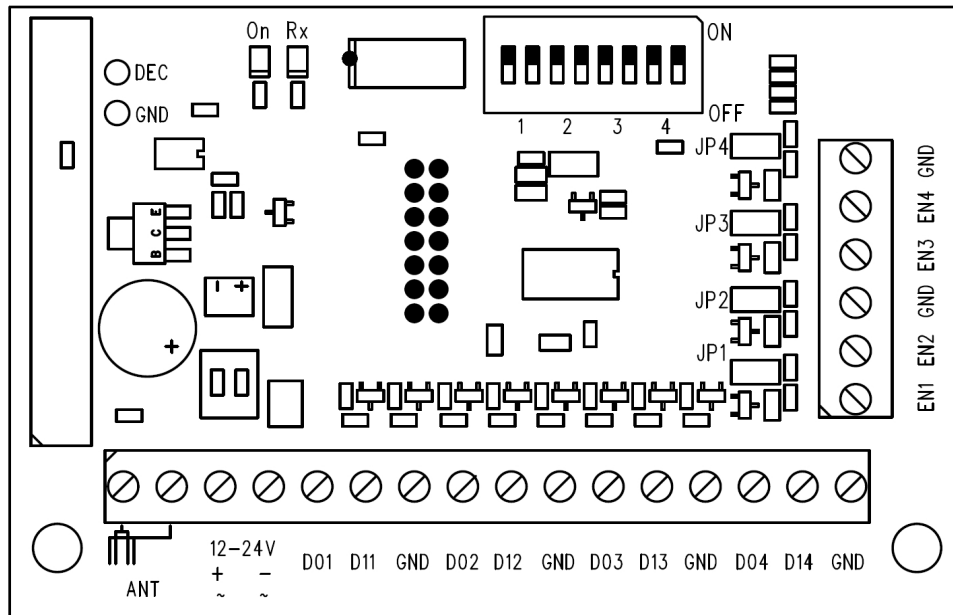 On Rx
ON
DEC
GND
OFF
1 2 3 4
JP4
JP3
JP2
JP1
GND
EN4
EN3
GND
EN2
EN1
E
C
B
- +
+
12-24V
D01 D11 GND D02 D12 GND D03 D13 GND D04 D14 GND
+ -
ANT
~ ~